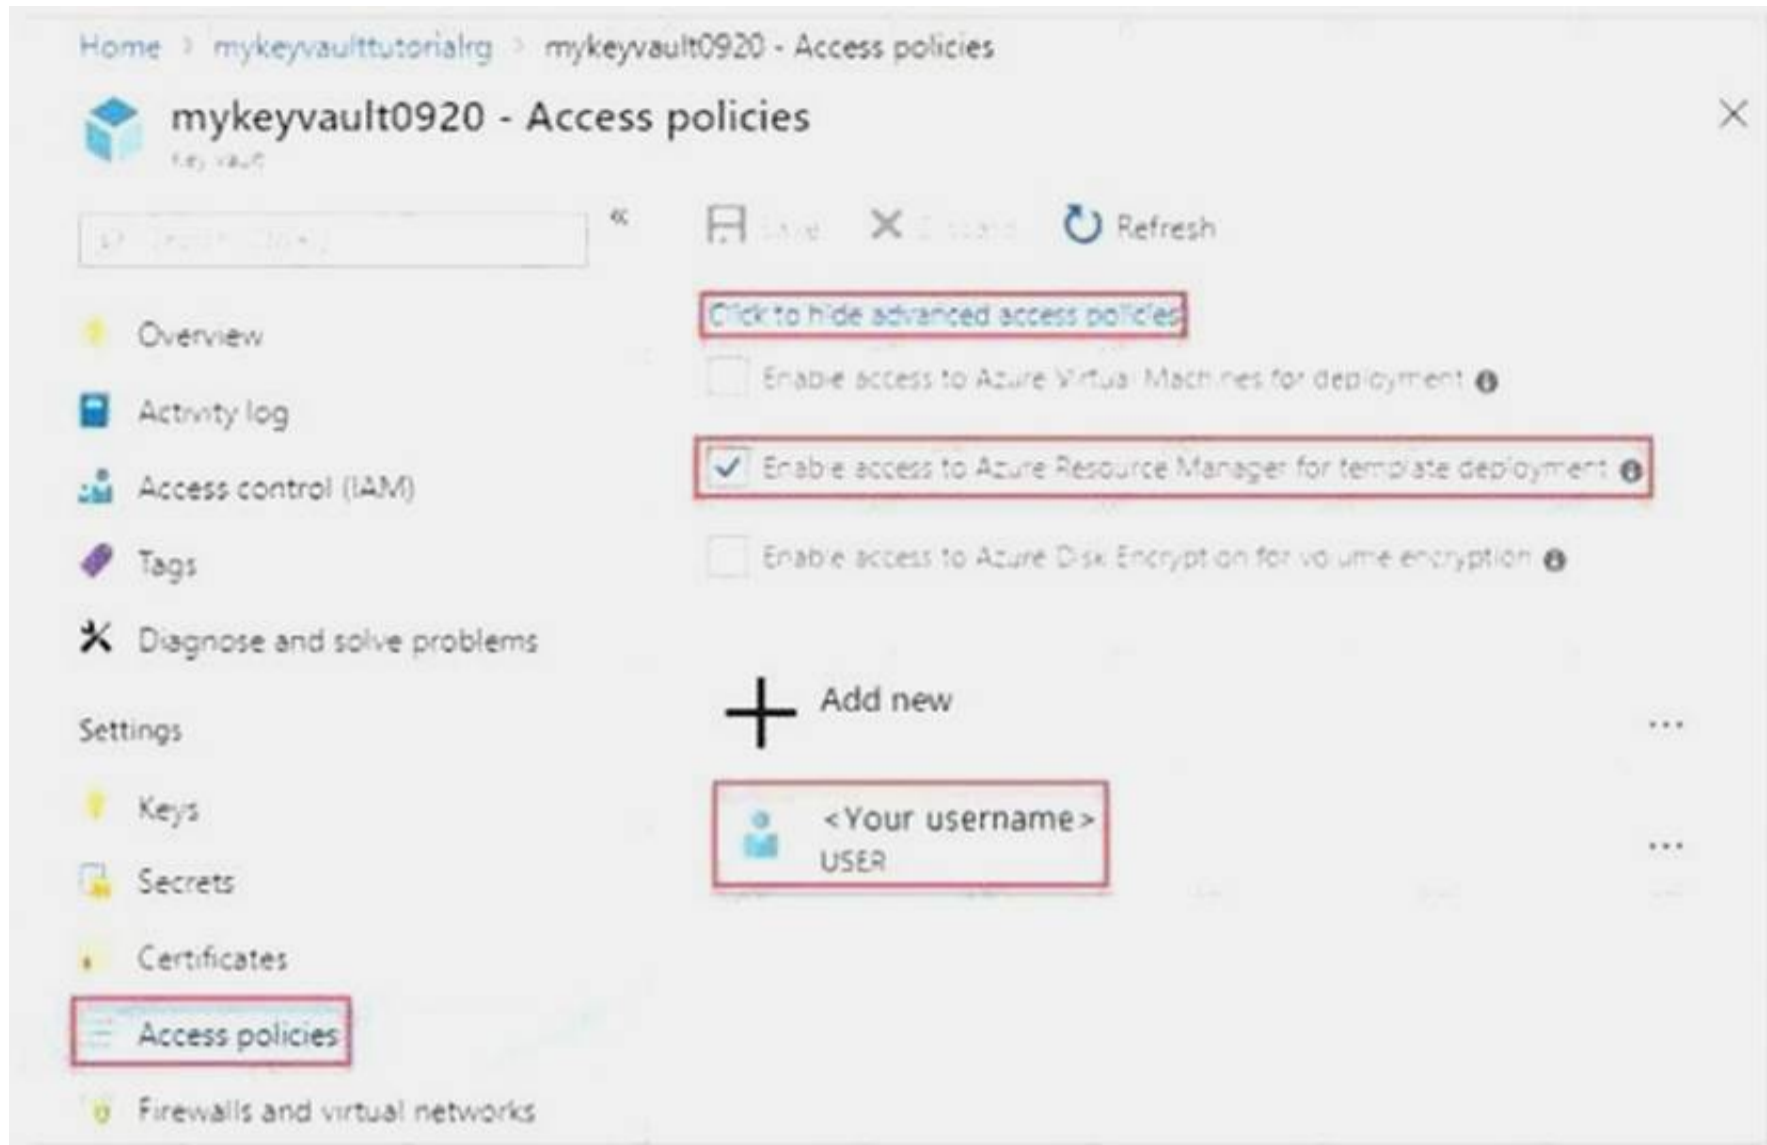 Home > mykeyvaulttutorialrg > mykeyvault0920 - Access policies
mykeyvault0920 - Access policies
Key vault
«
Refresh
Click to hide advanced access policies
Enable access to Azure Virtual Machines for deployment
Enable access to Azure Resource Manager for template deployment
Enable access to Azure Disk Encryption for volume encryption
Overview
Activity log
Access control (IAM)
Tags
Diagnose and solve problems
Settings
Keys
Secrets
Certificates
Access policies
Firewalls and virtual networks
Add new
...
<Your username>
USER
...